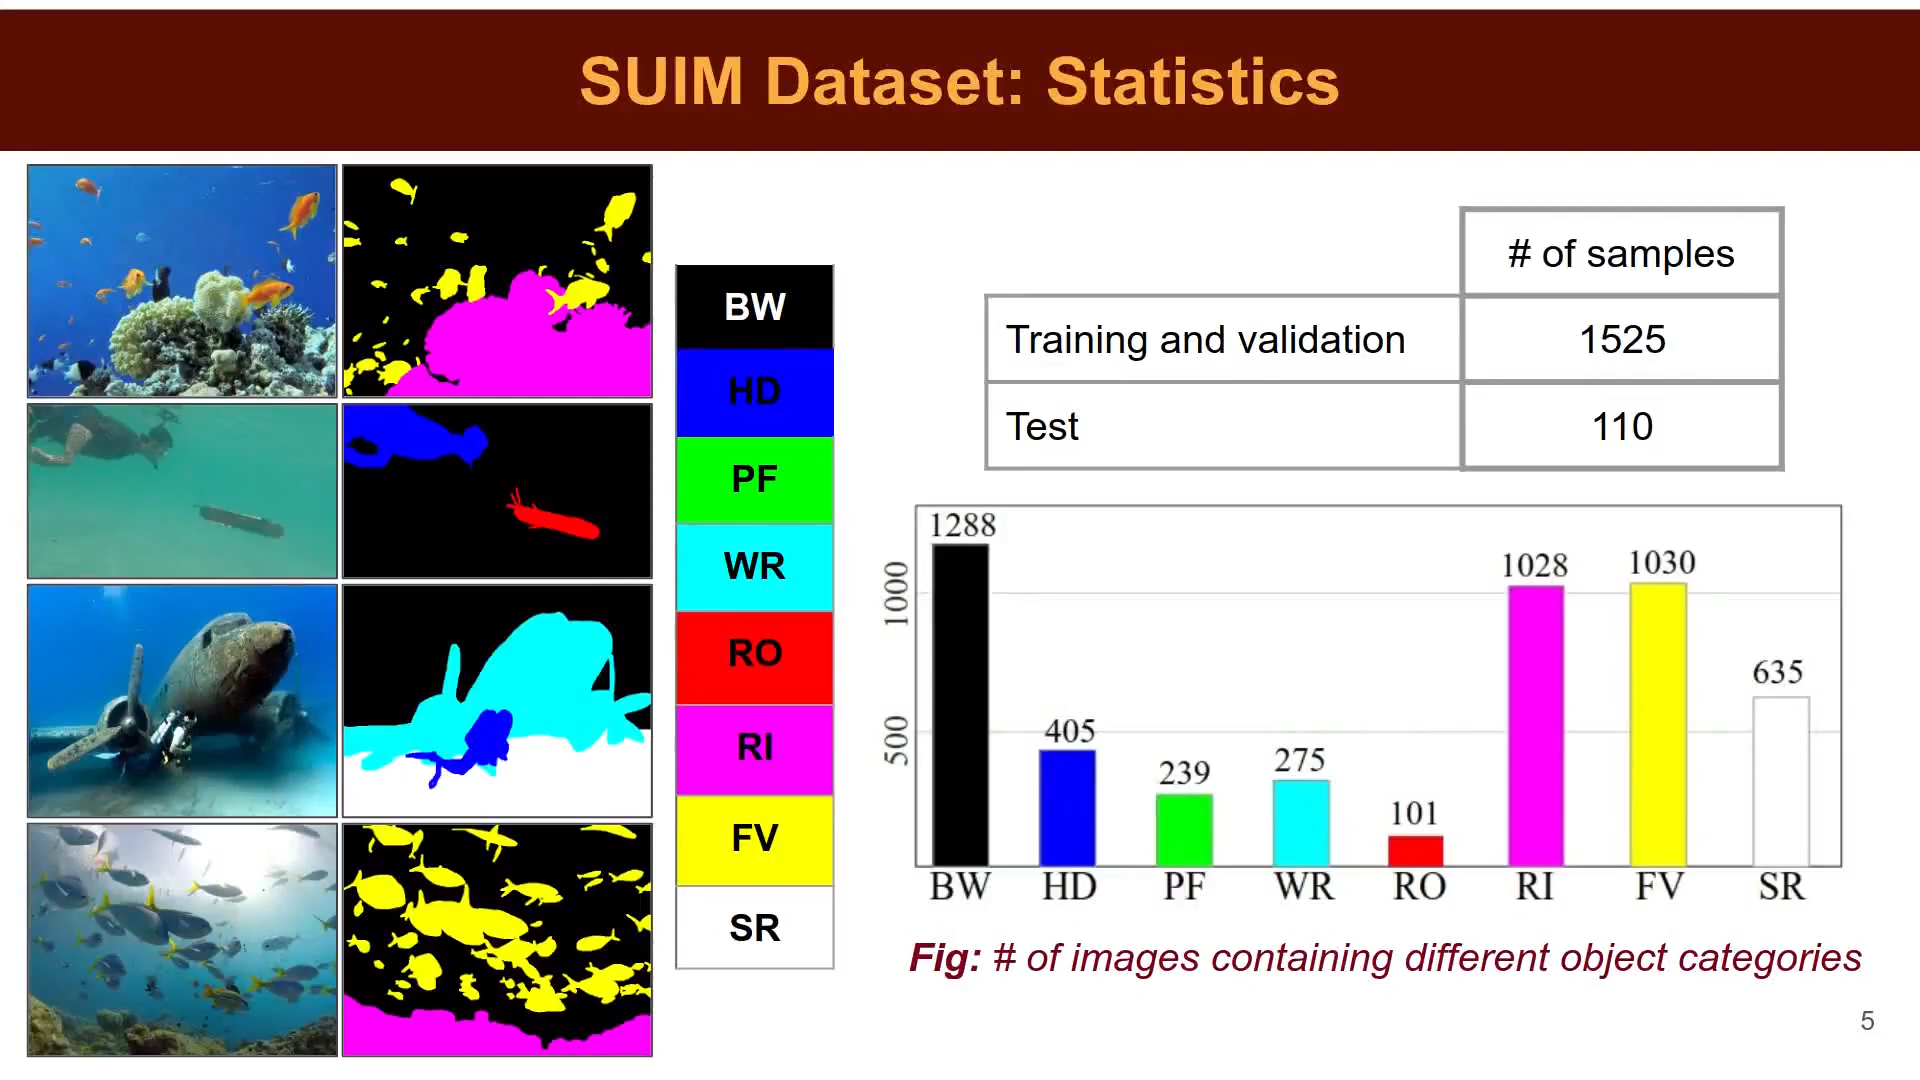 SUIM Dataset: Statistics
BW
HD
PF
WR
RO
RI
FV
SR
# of samples
Training and validation 1525
Test 110
1288
405
239
275
101
1028
1030
635
1000
500
BW HD PF WR RO RI FV SR
Fig: # of images containing different object categories
5